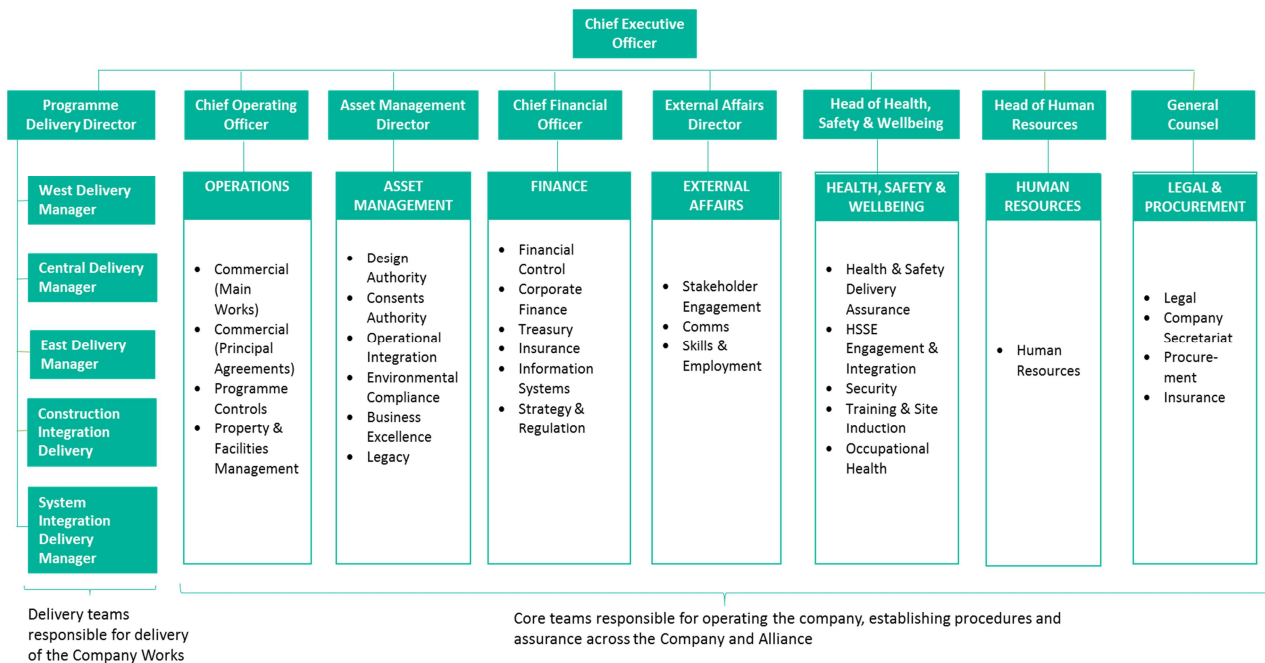 Chief Executive
Officer
Programme
Delivery Director
Chief Operating
Officer
Asset Management
Director
Chief Financial
Officer
External Affairs
Director
Head of Health,
Safety & Wellbeing
Head of Human
Resources
General
Counsel
West Delivery
Manager
Central Delivery
Manager
East Delivery
Manager
Construction
Integration
Delivery
System
Integration
Delivery
Manager
OPERATIONS
• Commercial
(Main
Works)
• Commercial
(Principal
Agreements)
• Programme
Controls
• Property &
Facilities
Management
ASSET
MANAGEMENT
• Design
Authority
• Consents
Authority
• Operational
Integration
• Environmental
Compliance
• Business
Excellence
• Legacy
FINANCE
• Financial
Control
• Corporate
Finance
• Treasury
• Insurance
• Information
Systems
• Strategy &
Regulation
EXTERNAL
AFFAIRS
• Stakeholder
Engagement
• Comms
• Skills &
Employment
HEALTH, SAFETY &
WELLBEING
• Health & Safety
Delivery
Assurance
• HSSE
Engagement &
Integration
• Security
• Training & Site
Induction
• Occupational
Health
HUMAN
RESOURCES
• Human
Resources
LEGAL &
PROCUREMENT
• Legal
• Company
Secretariat
• Procure-
ment
• Insurance
Delivery teams
responsible for delivery
of the Company Works
Core teams responsible for operating the company, establishing procedures and
assurance across the Company and Alliance